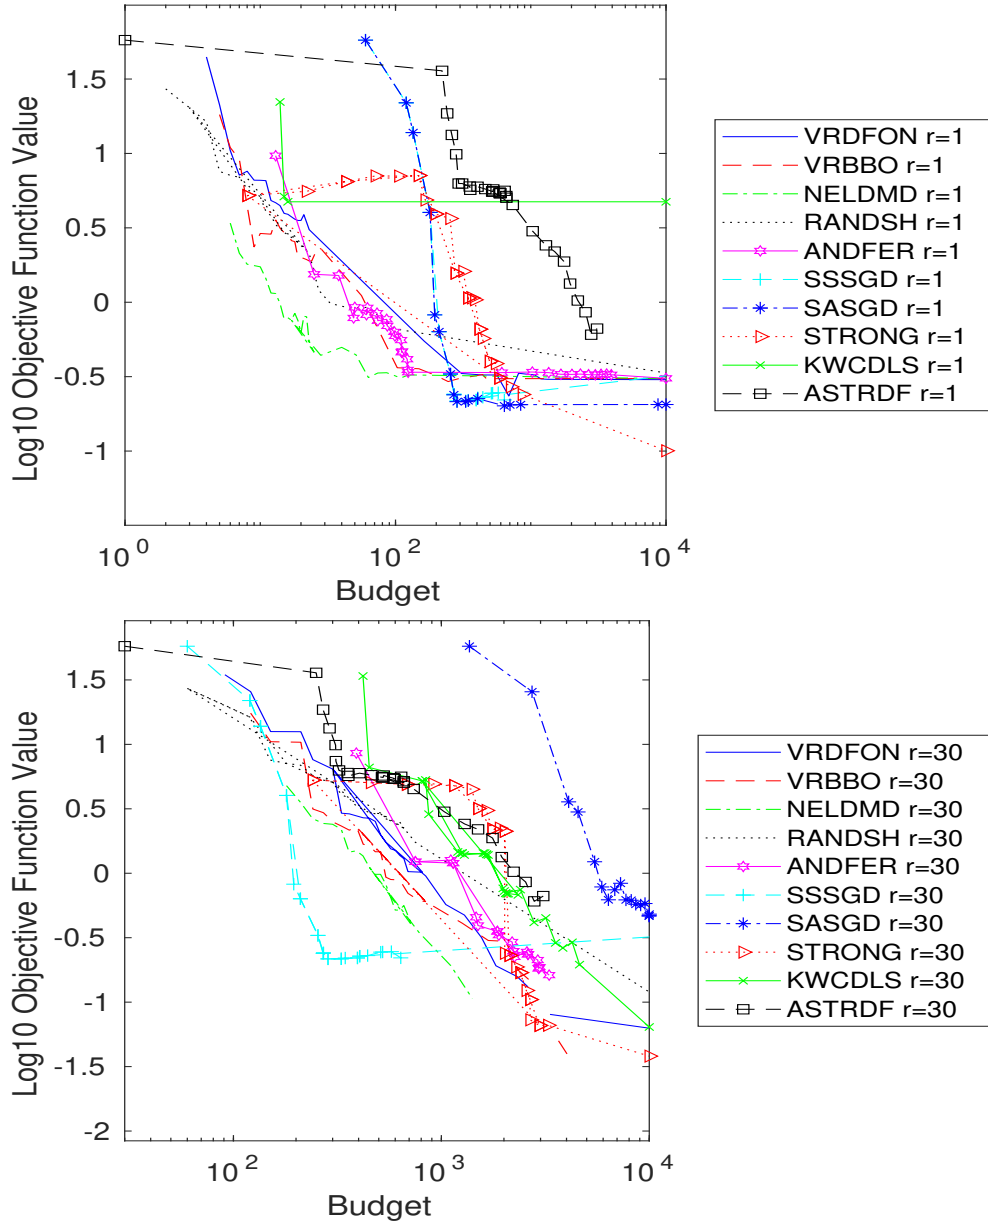 1.5
1
0.5
0
-0.5
-1
Log10 Objective Function Value
10^0
10^2
10^4
Budget
VRDFON r=1
VRBBO r=1
NELDMD r=1
RANDSH r=1
ANDFER r=1
SSSGD r=1
SASGD r=1
STRONG r=1
KWCDLS r=1
ASTRDF r=1
1.5
1
0.5
0
-0.5
-1
-1.5
-2
Log10 Objective Function Value
10^2
10^3
10^4
Budget
VRDFON r=30
VRBBO r=30
NELDMD r=30
RANDSH r=30
ANDFER r=30
SSSGD r=30
SASGD r=30
STRONG r=30
KWCDLS r=30
ASTRDF r=30